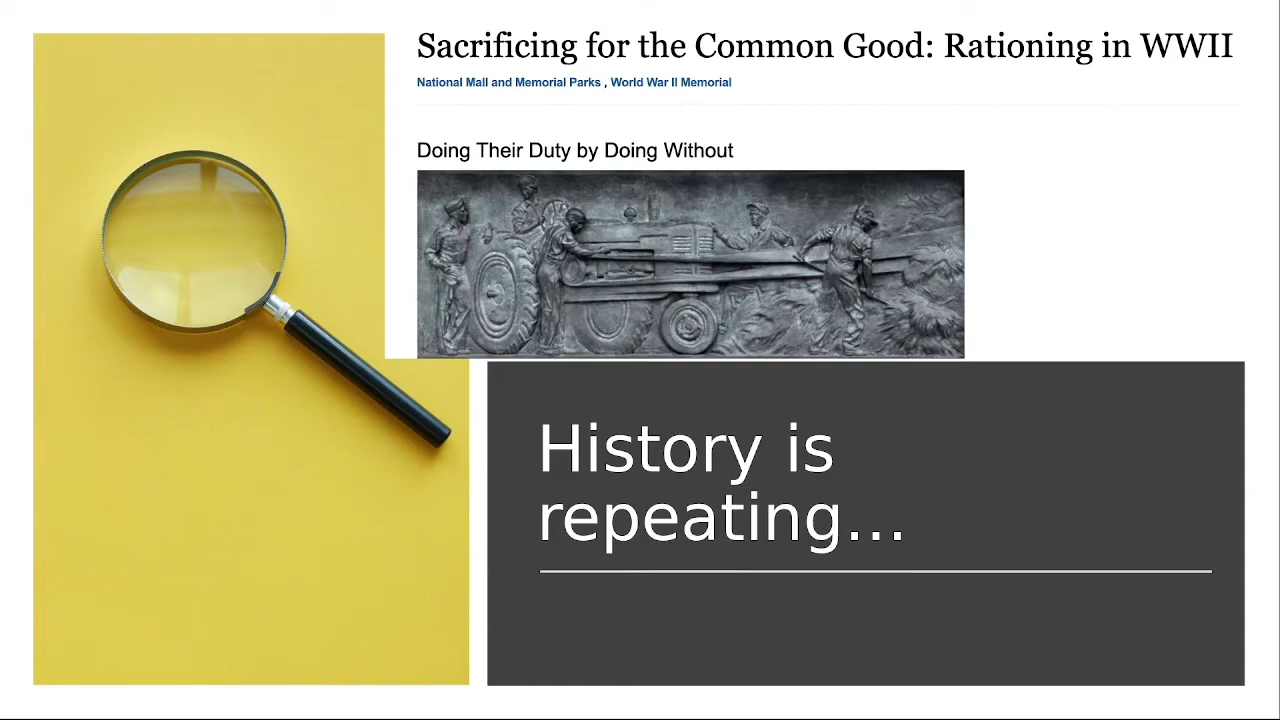 Sacrificing for the Common Good: Rationing in WWII
National Mall and Memorial Parks , World War II Memorial
Doing Their Duty by Doing Without
History is
repeating...